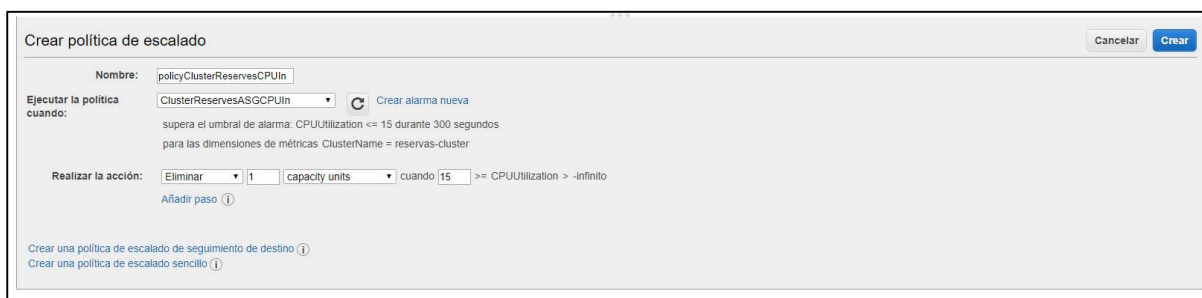 Crear política de escalado
Cancelar Crear
Nombre: policyClusterReservesCPUIn
Ejecutar la política cuando: ClusterReservesASGCPUIn Crear alarma nueva
supera el umbral de alarma: CPUUtilization <= 15 durante 300 segundos
para las dimensiones de métricas ClusterName = reservas-cluster
Realizar la acción: Eliminar 1 capacity units cuando 15 >= CPUUtilization > -infinito
Añadir paso i
Crear una política de escalado de seguimiento de destino i
Crear una política de escalado sencillo i